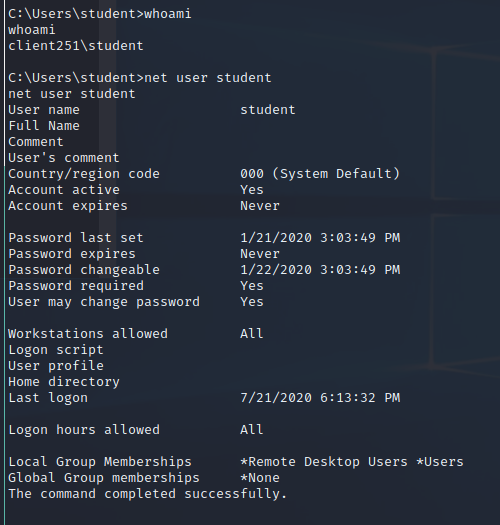 C:\Users\student>whoami
whoami
client251\student

C:\Users\student>net user student
net user student
User name                    student
Full Name
Comment
User's comment
Country/region code          000 (System Default)
Account active               Yes
Account expires              Never

Password last set            1/21/2020 3:03:49 PM
Password expires             Never
Password changeable          1/22/2020 3:03:49 PM
Password required            Yes
User may change password     Yes

Workstations allowed         All
Logon script
User profile
Home directory
Last logon                   7/21/2020 6:13:32 PM

Logon hours allowed          All

Local Group Memberships      *Remote Desktop Users *Users
Global Group memberships     *None
The command completed successfully.